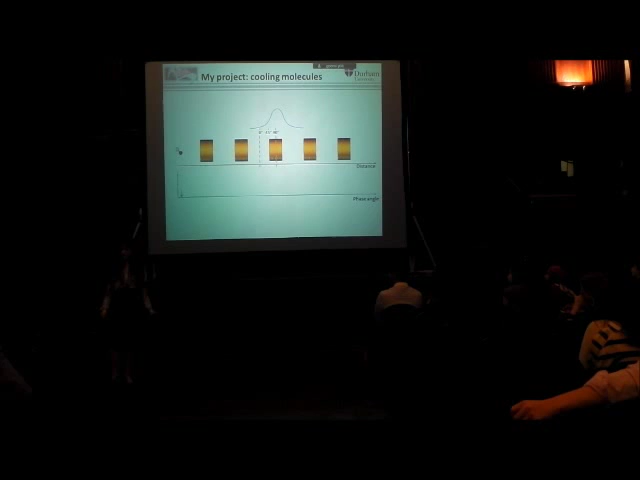 My project: cooling molecules
Durham
University
Distance
Phase angle